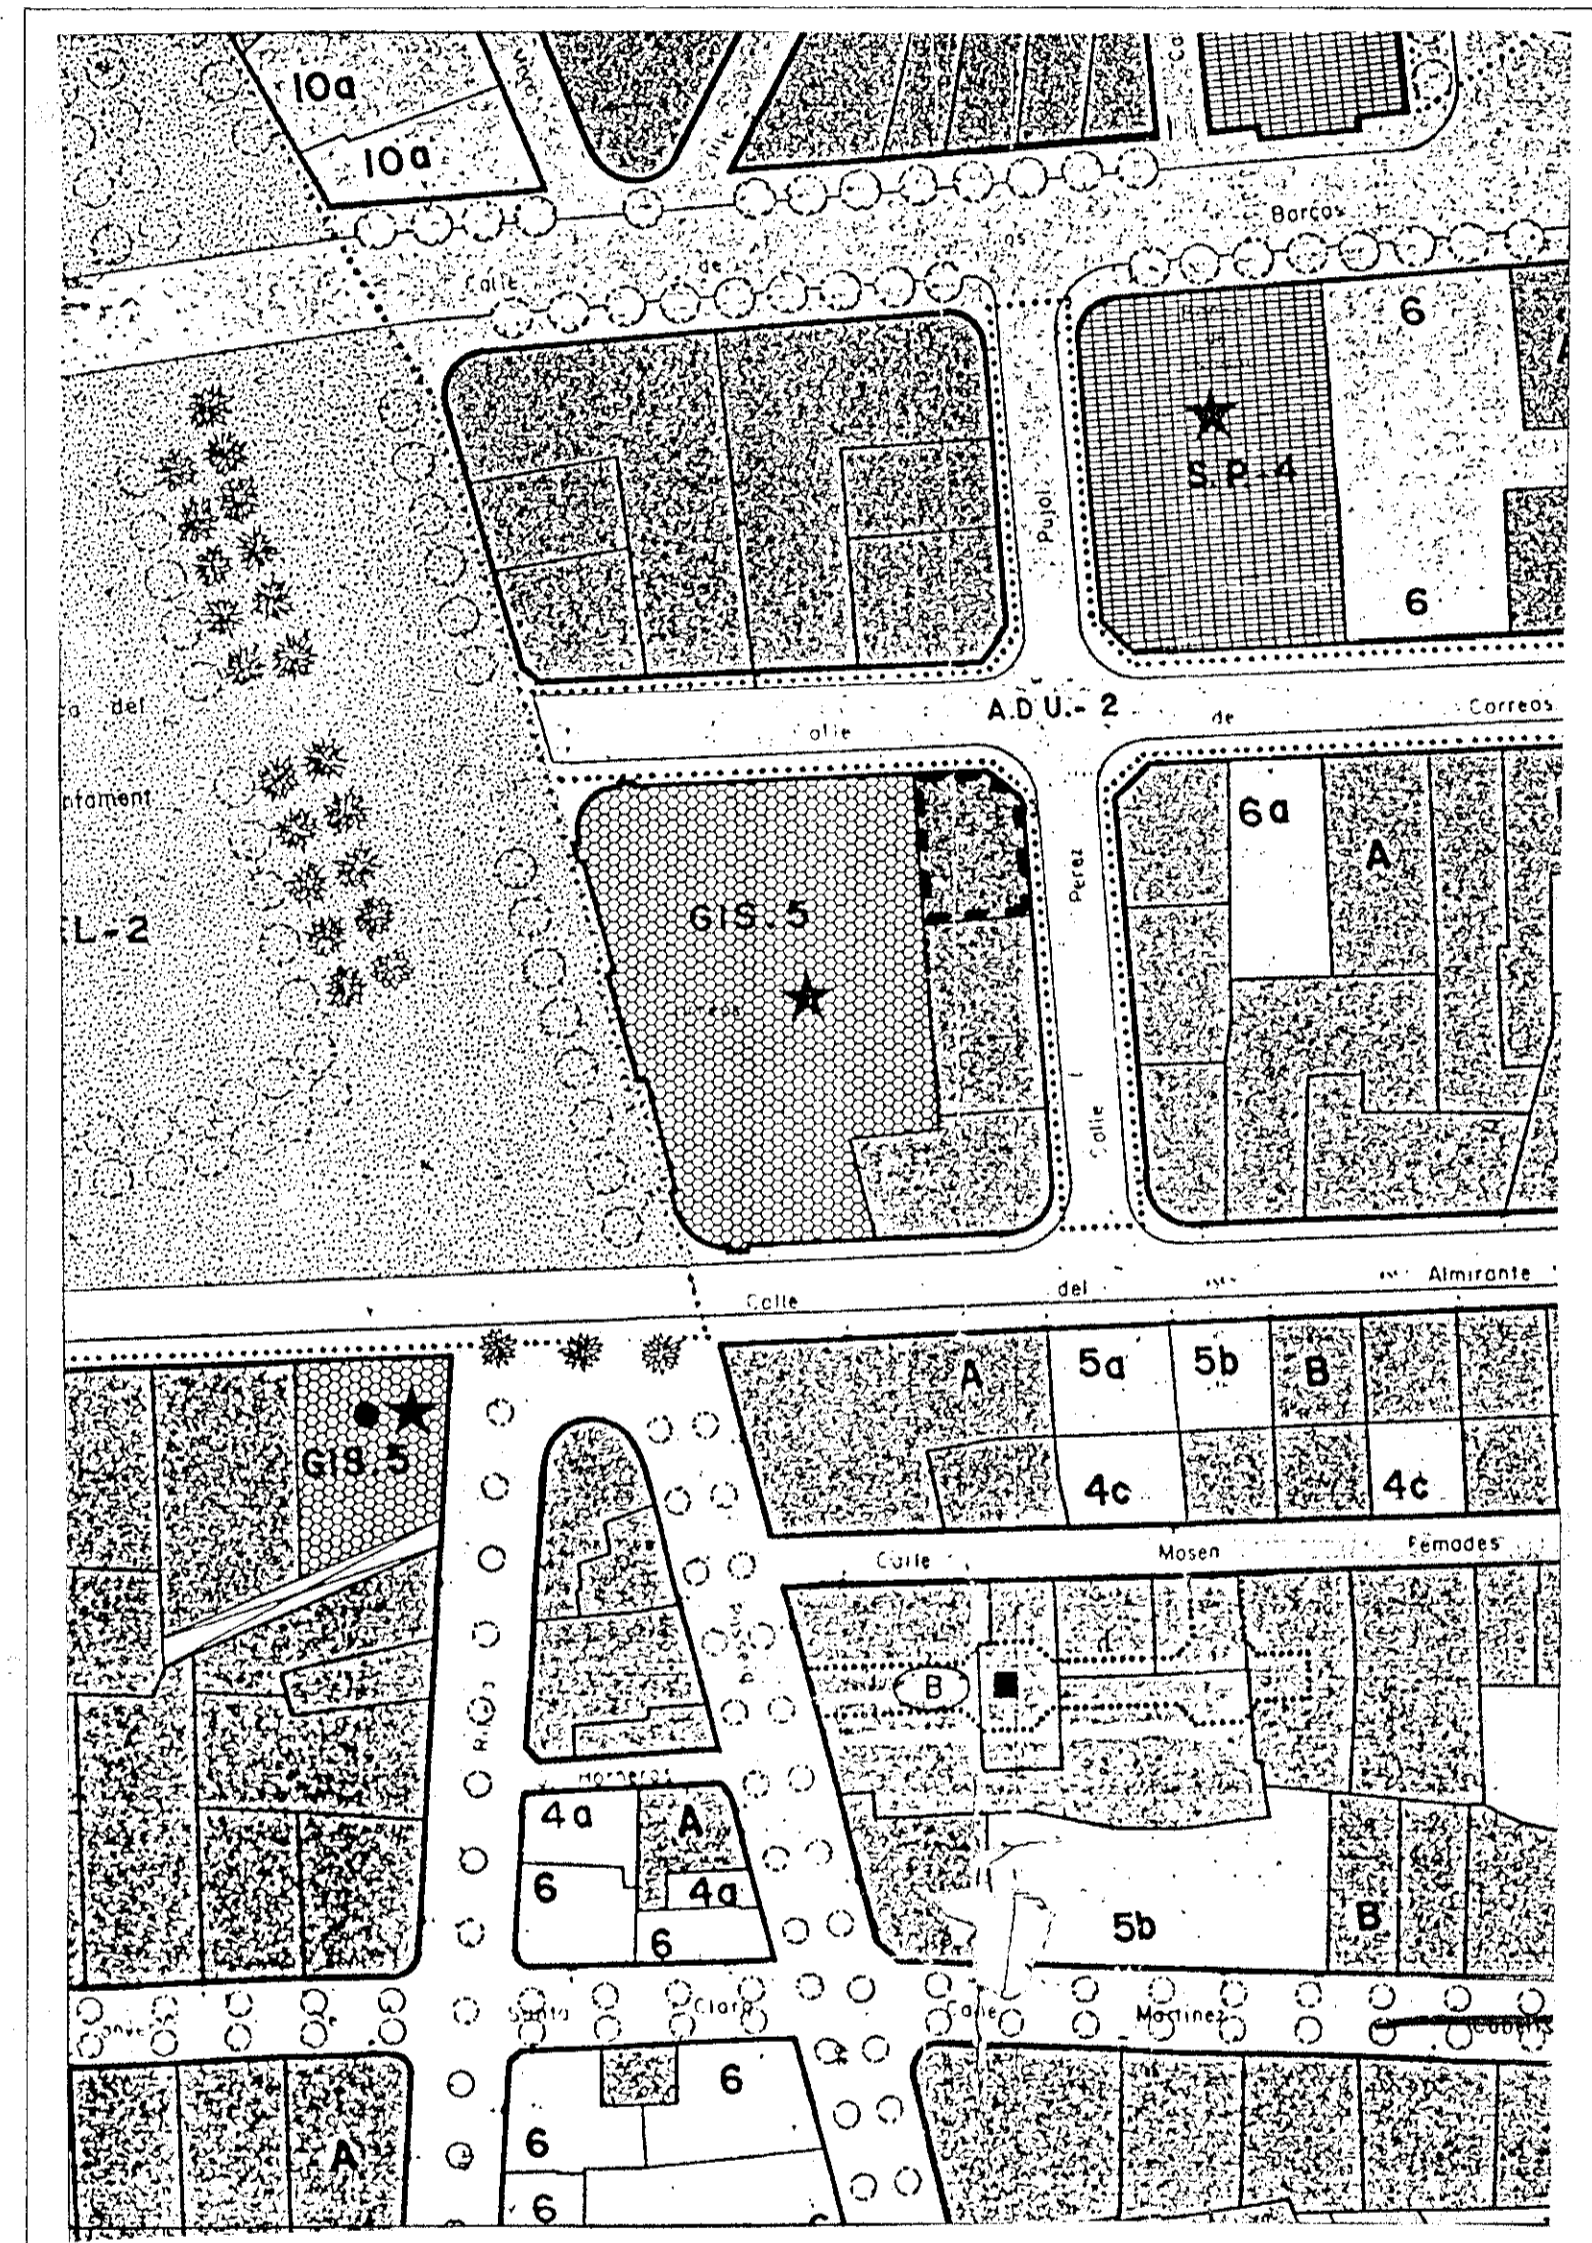 10a
10a
Barcas
de
Calle
6
S.P.-4
Pujol
6
A.D.U.-2
de
Correos
del
6a
A
Perez
GIS.5
L-2
Calle
Almirante
del
Calle
A
5a
5b
B
GIS.5
4c
4c
Calle
Mosen
Femades
B
Horneros
4a
A
6
4a
6
5b
B
Santa
Clara
Calle
Martinez
6
6
A
6